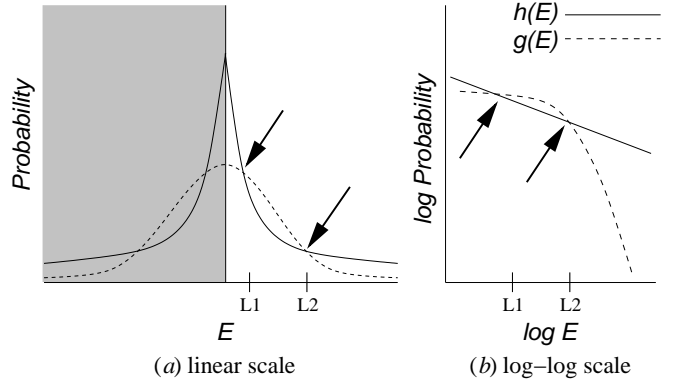 Probability
L1
L2
E
(a) linear scale
h(E)
g(E)
log Probability
L1
L2
log E
(b) log–log scale